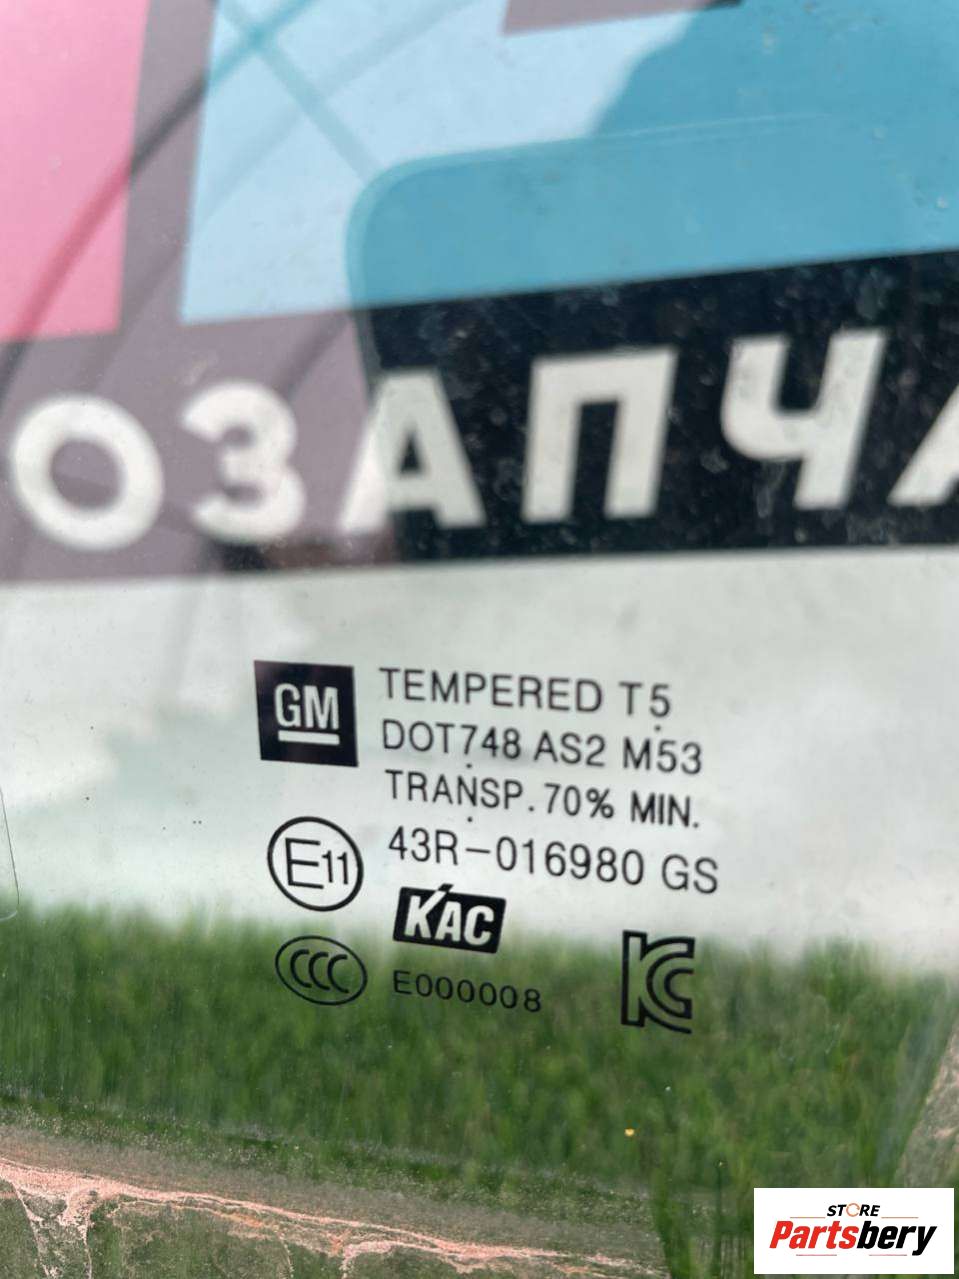 ОЗАПЧА
GM
TEMPERED T5
DOT748 AS2 M53
TRANSP. 70% MIN.
E11
43R-016980 GS
KAC
CCC
E000008
KC
STORE
Partsbery